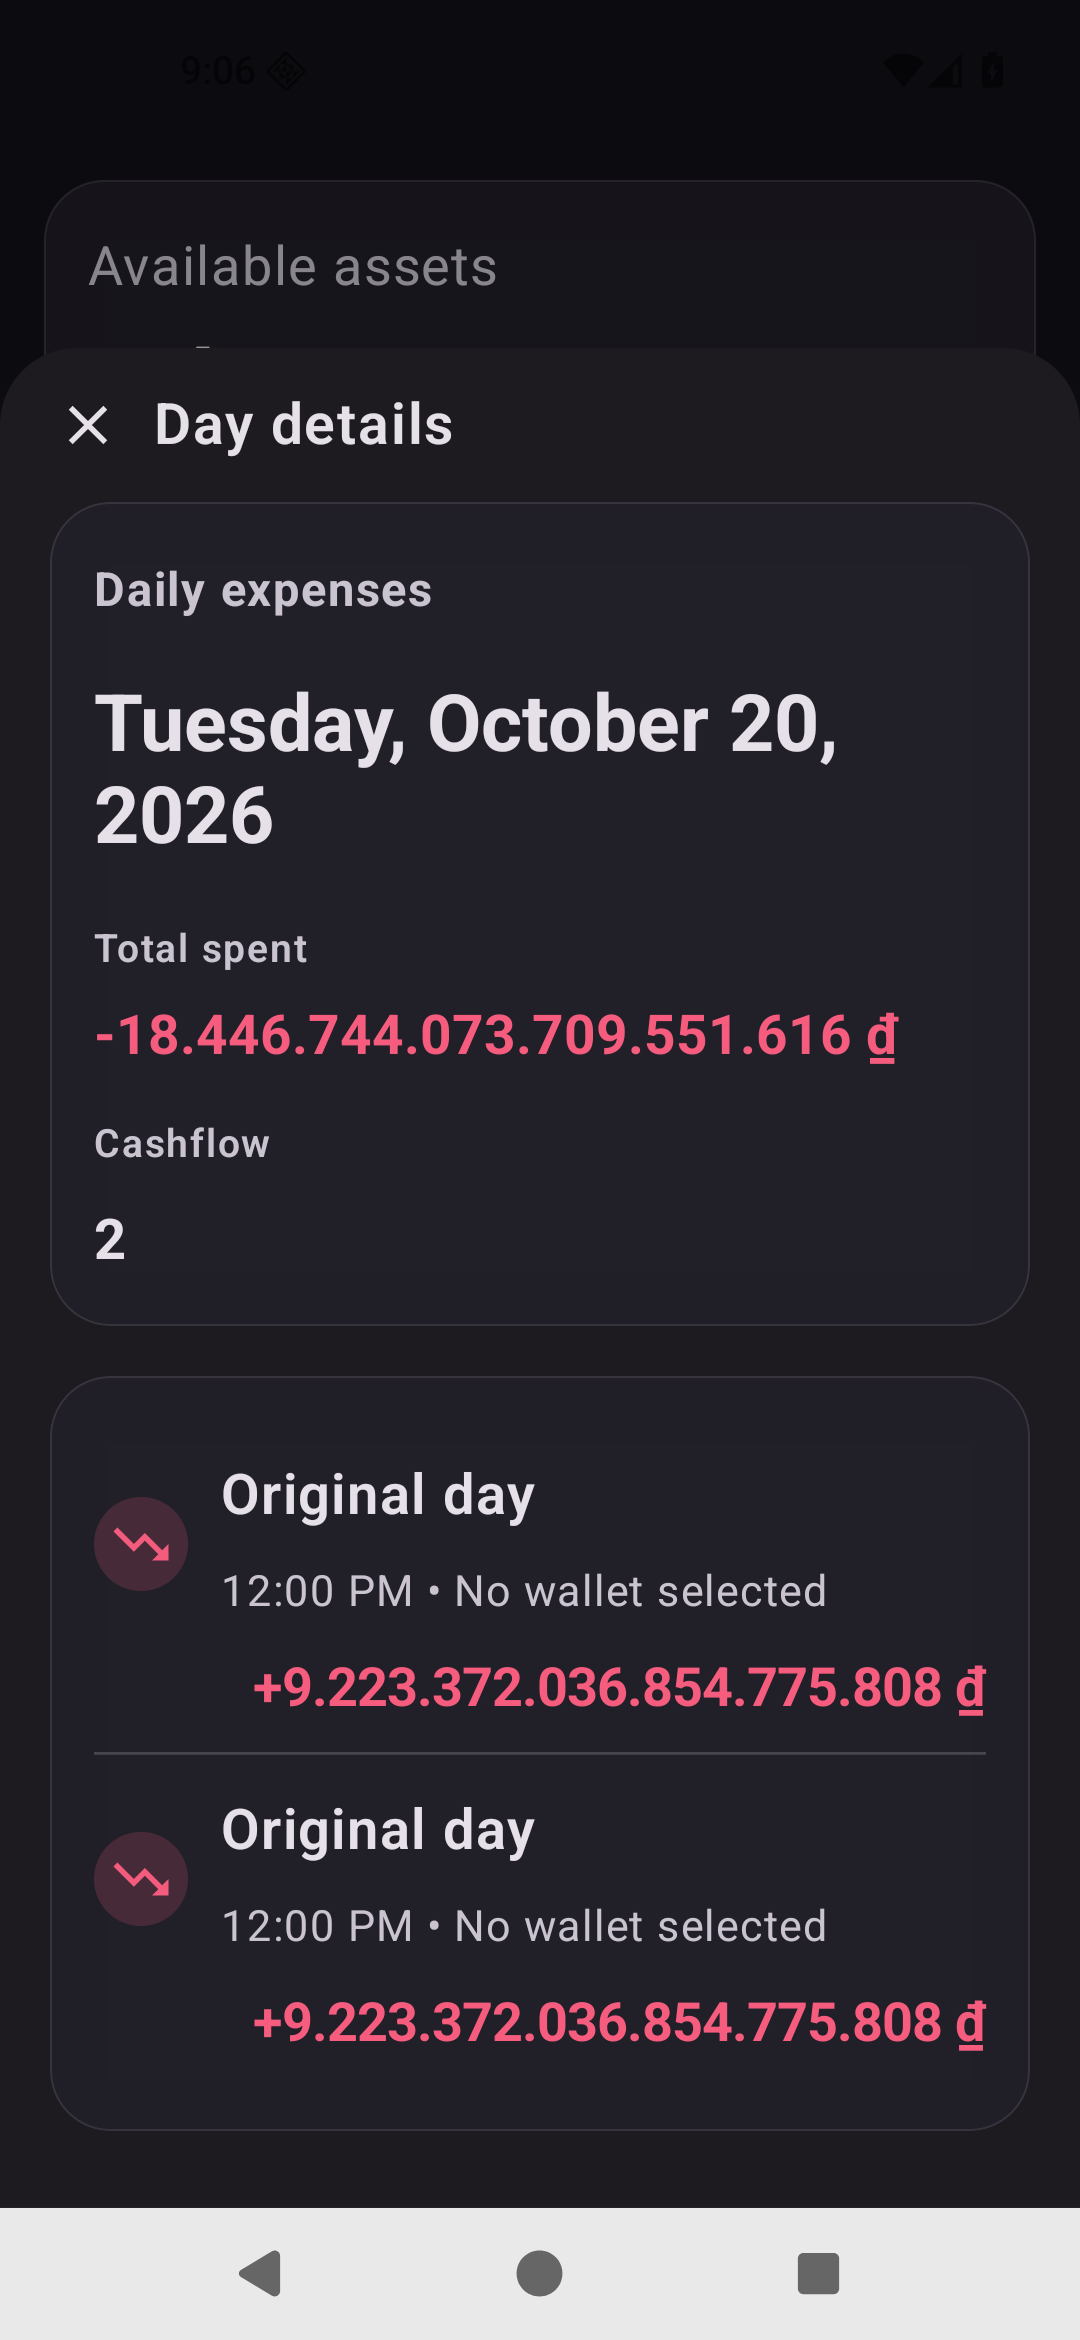 9:06
Available assets
Day details
Daily expenses
Tuesday, October 20,
2026
Total spent
-18.446.744.073.709.551.616 ₫
Cashflow
2
Original day
12:00 PM • No wallet selected
+9.223.372.036.854.775.808 ₫
Original day
12:00 PM • No wallet selected
+9.223.372.036.854.775.808 ₫